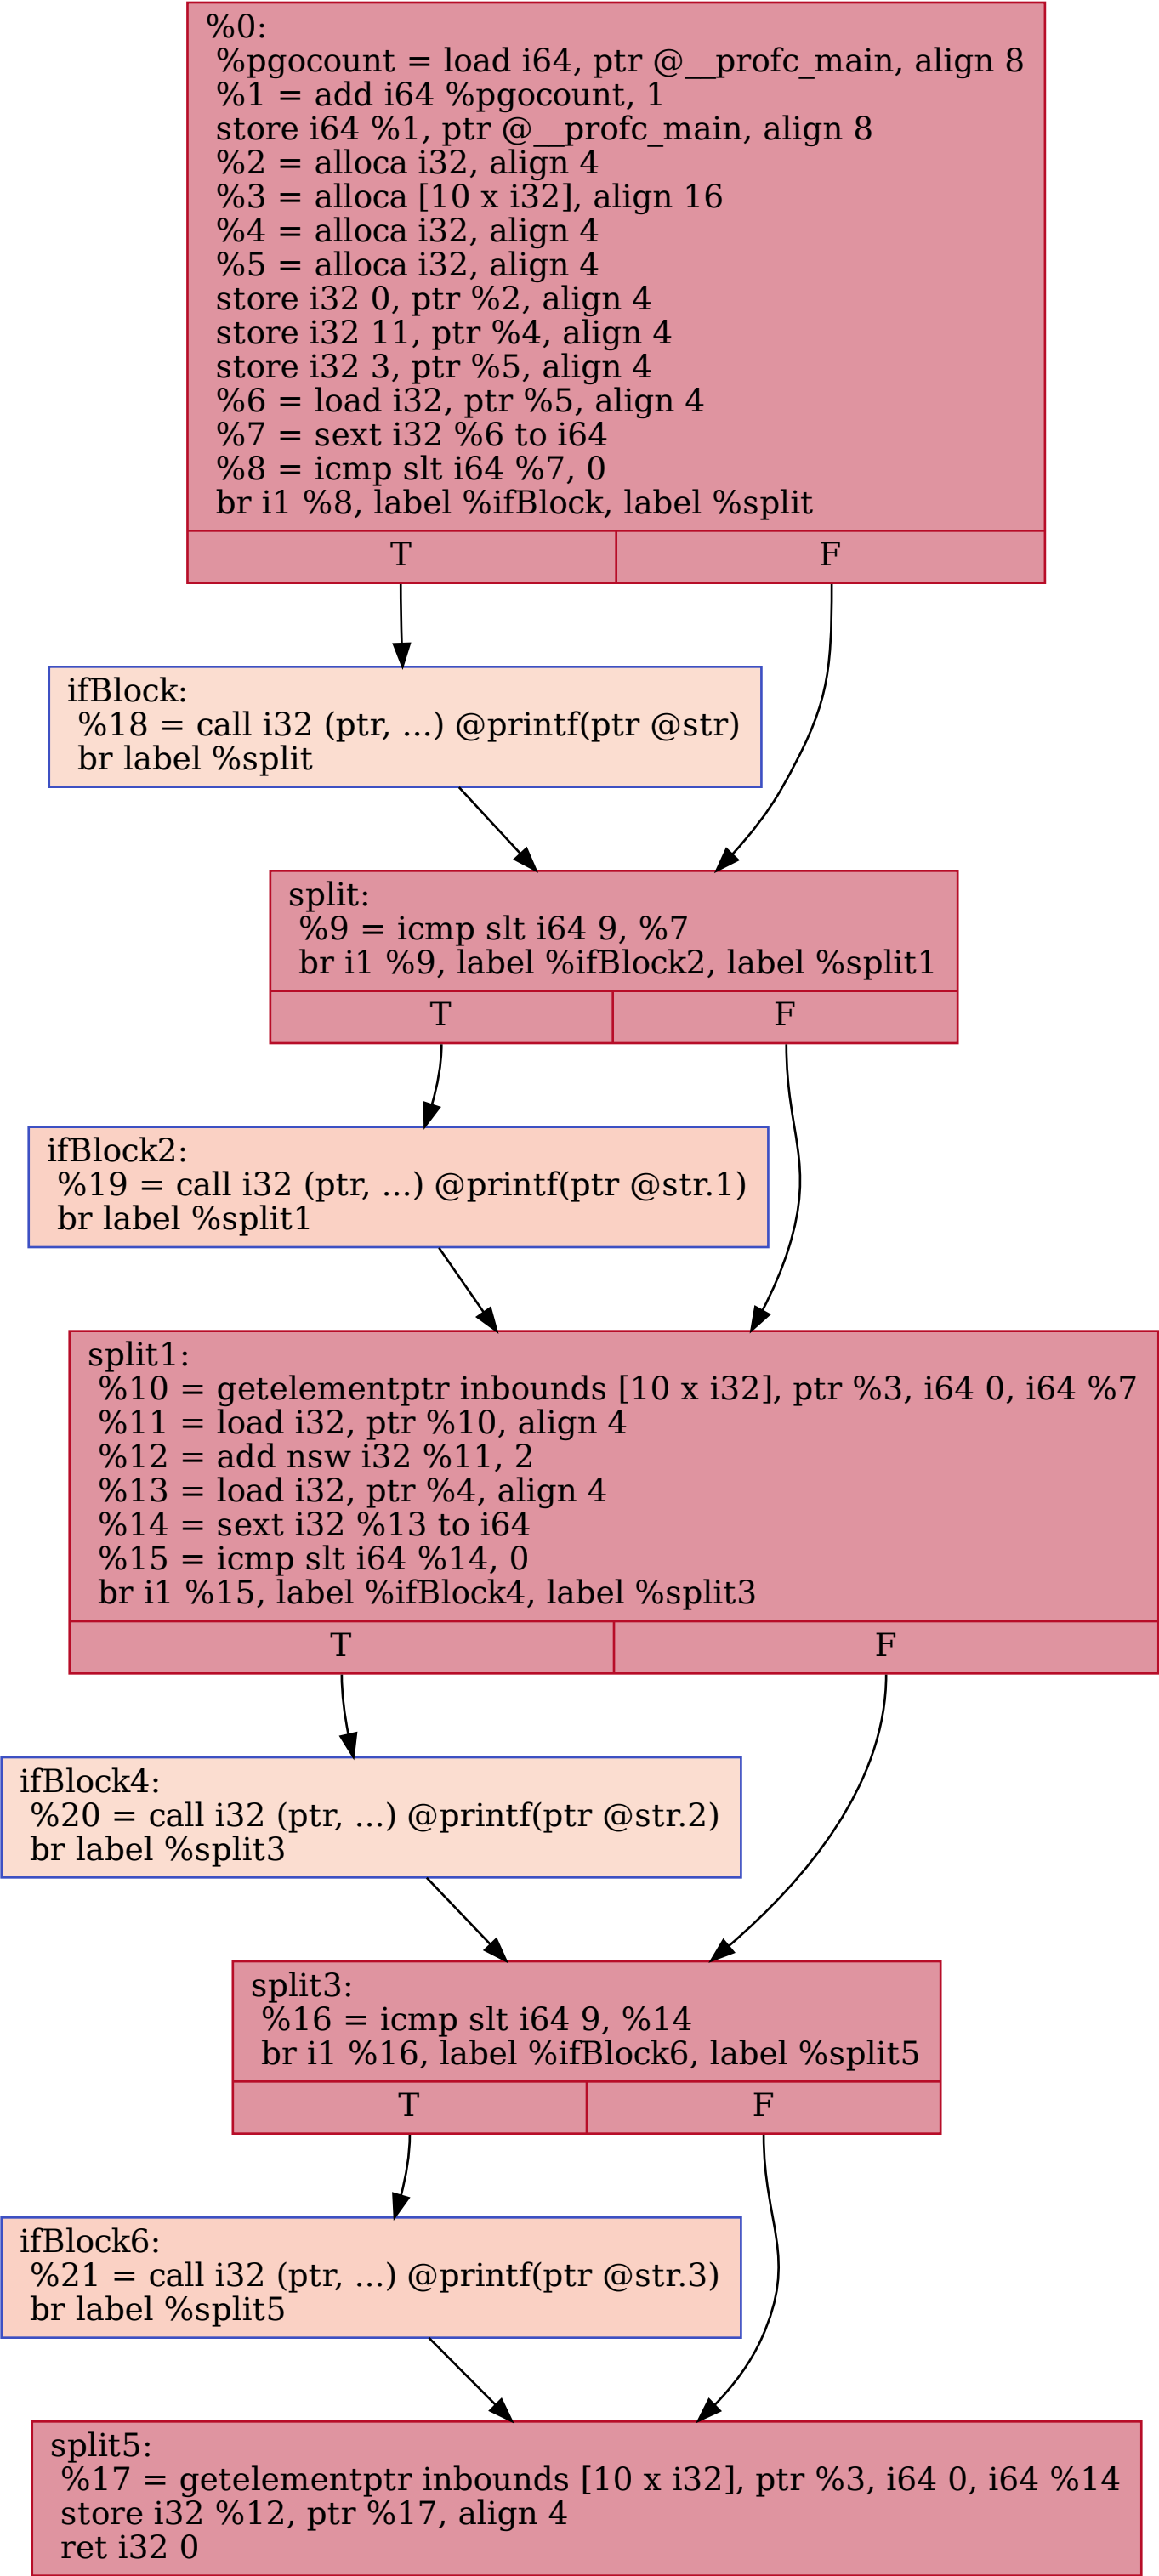 %0:
%pgocount = load i64, ptr @__profc_main, align 8
%1 = add i64 %pgocount, 1
store i64 %1, ptr @__profc_main, align 8
%2 = alloca i32, align 4
%3 = alloca [10 x i32], align 16
%4 = alloca i32, align 4
%5 = alloca i32, align 4
store i32 0, ptr %2, align 4
store i32 11, ptr %4, align 4
store i32 3, ptr %5, align 4
%6 = load i32, ptr %5, align 4
%7 = sext i32 %6 to i64
%8 = icmp slt i64 %7, 0
br i1 %8, label %ifBlock, label %split
T F
ifBlock:
%18 = call i32 (ptr, ...) @printf(ptr @str)
br label %split
split:
%9 = icmp slt i64 9, %7
br i1 %9, label %ifBlock2, label %split1
T F
ifBlock2:
%19 = call i32 (ptr, ...) @printf(ptr @str.1)
br label %split1
split1:
%10 = getelementptr inbounds [10 x i32], ptr %3, i64 0, i64 %7
%11 = load i32, ptr %10, align 4
%12 = add nsw i32 %11, 2
%13 = load i32, ptr %4, align 4
%14 = sext i32 %13 to i64
%15 = icmp slt i64 %14, 0
br i1 %15, label %ifBlock4, label %split3
T F
ifBlock4:
%20 = call i32 (ptr, ...) @printf(ptr @str.2)
br label %split3
split3:
%16 = icmp slt i64 9, %14
br i1 %16, label %ifBlock6, label %split5
T F
ifBlock6:
%21 = call i32 (ptr, ...) @printf(ptr @str.3)
br label %split5
split5:
%17 = getelementptr inbounds [10 x i32], ptr %3, i64 0, i64 %14
store i32 %12, ptr %17, align 4
ret i32 0